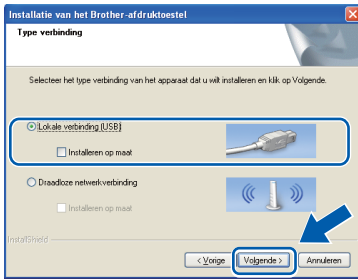 Installatie van het Brother-afdruktoestel
Type verbinding
Selecteer het type verbinding van het apparaat dat u wilt installeren en klik op Volgende.
Lokale verbinding (USB)
Installeren op maat
Draadloze netwerkverbinding
Installeren op maat
InstallShield
< Vorige
Volgende >
Annuleren